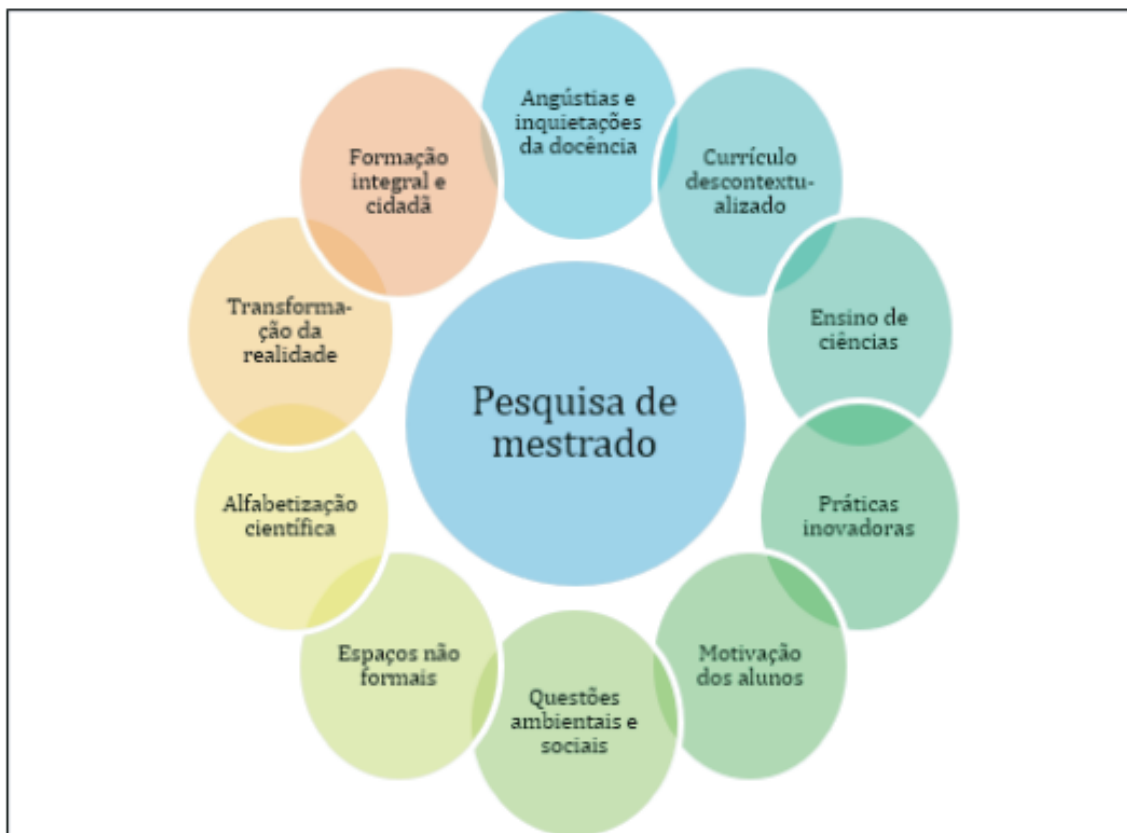 Angústias e
inquietações
da docência
Currículo
descontextu-
alizado
Ensino de
ciências
Práticas
inovadoras
Motivação
dos alunos
Questões
ambientais e
sociais
Espaços não
formais
Alfabetização
científica
Transforma-
ção da
realidade
Formação
integral e
cidadã
Pesquisa de
mestrado